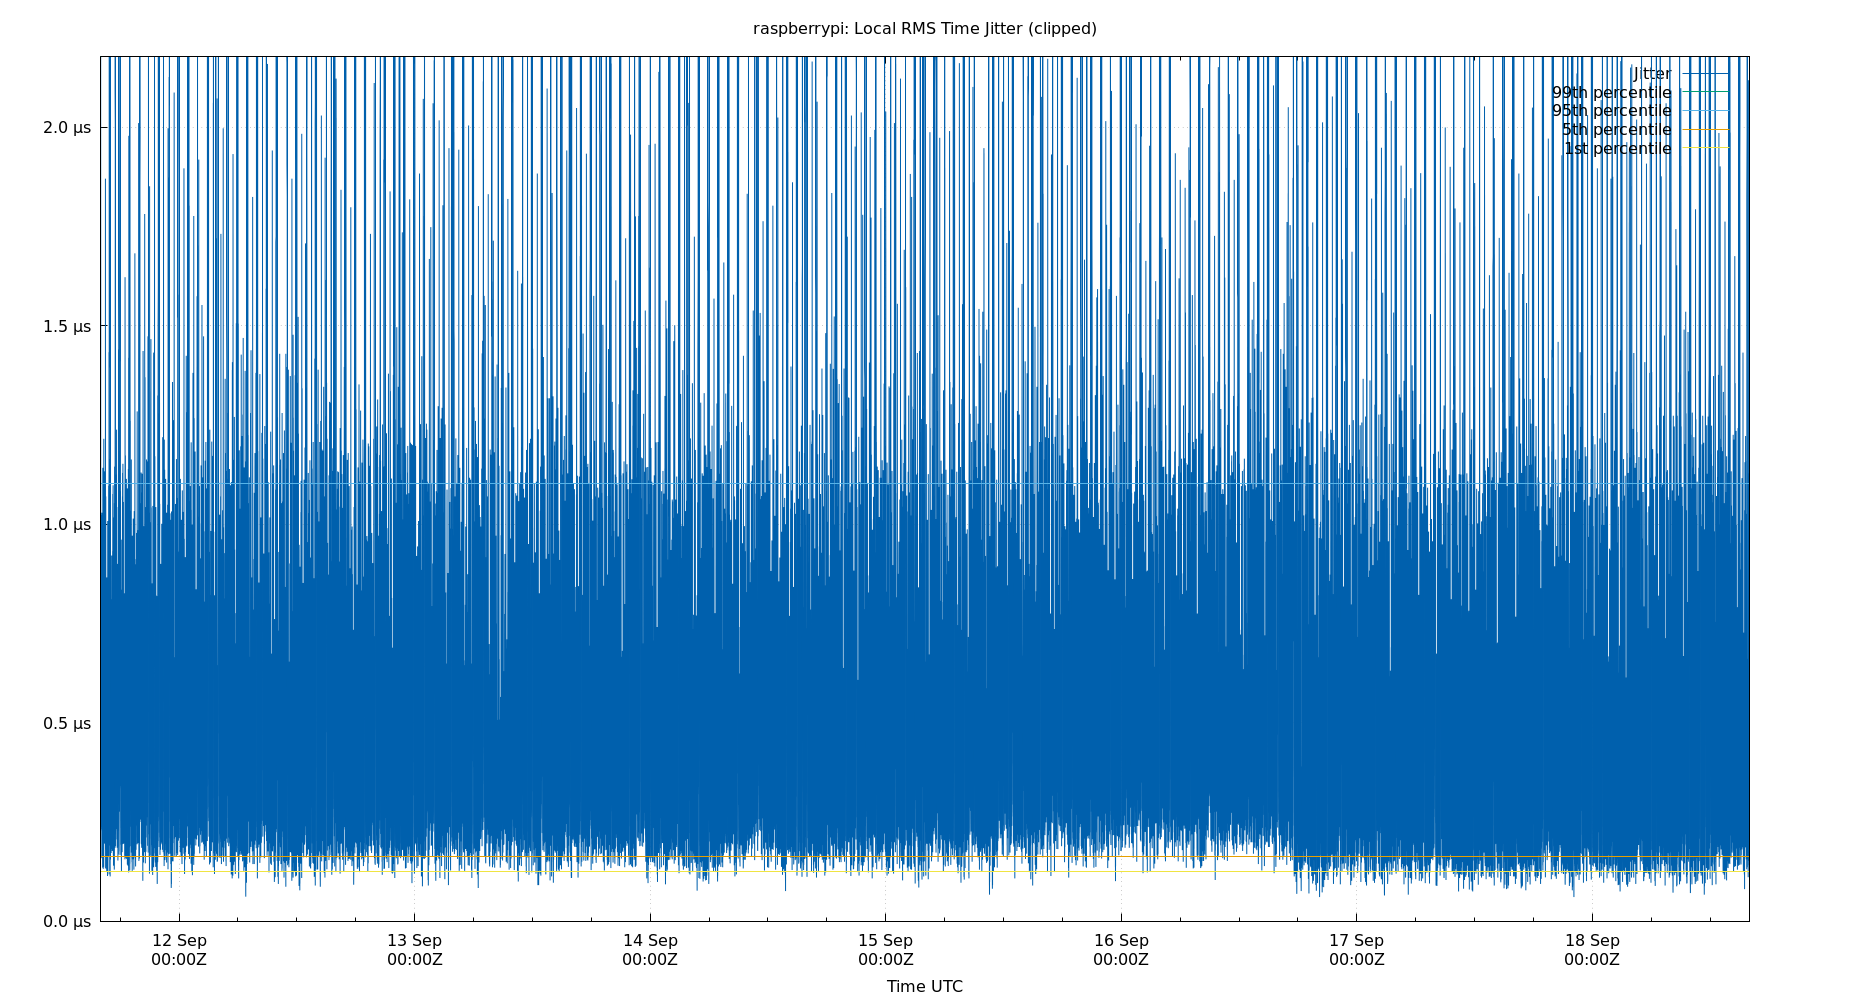 raspberrypi: Local RMS Time Jitter (clipped)
Jitter
99th percentile
95th percentile
5th percentile
1st percentile
2.0 µs
1.5 µs
1.0 µs
0.5 µs
0.0 µs
12 Sep 13 Sep 14 Sep 15 Sep 16 Sep 17 Sep 18 Sep
00:00Z 00:00Z 00:00Z 00:00Z 00:00Z 00:00Z 00:00Z
Time UTC